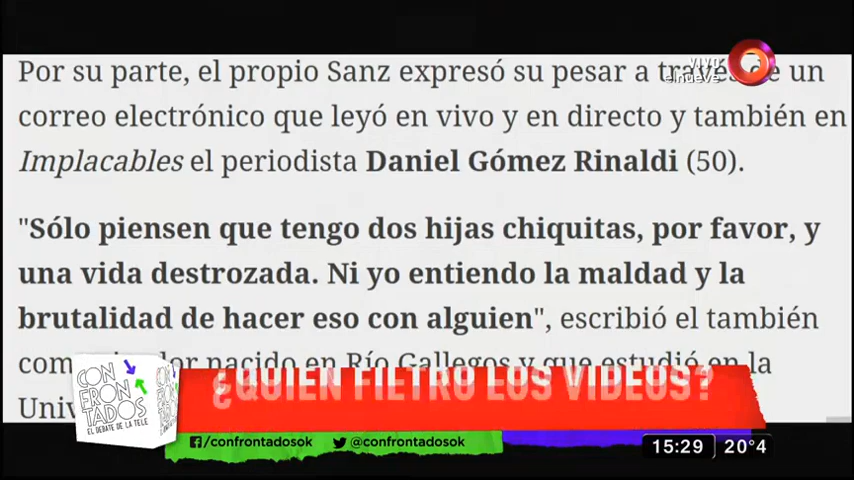 Por su parte, el propio Sanz expresó su pesar a través de un
VIVO
elnueve
correo electrónico que leyó en vivo y en directo y también en
Implacables el periodista Daniel Gómez Rinaldi (50).
"Sólo piensen que tengo dos hijas chiquitas, por favor, y
una vida destrozada. Ni yo entiendo la maldad y la
brutalidad de hacer eso con alguien", escribió el también
nacido en Río Gallegos y que estudió en la
¿QUIÉN FILTRÓ LOS VIDEOS?
CON
FRON
TADOS
EL DEBATE DE LA TELE
/confrontadosok
@confrontadosok
15:29 20°4